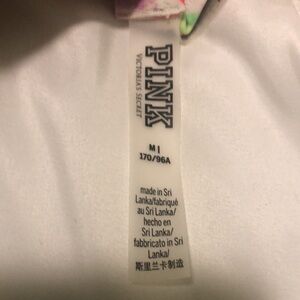 PINK
VICTORIA'S SECRET
M |
170/96A
made in Sri
Lanka/fabriqué
au Sri Lanka/
hecho en
Sri Lanka/
fabbricato in Sri
Lanka/
斯里兰卡制造